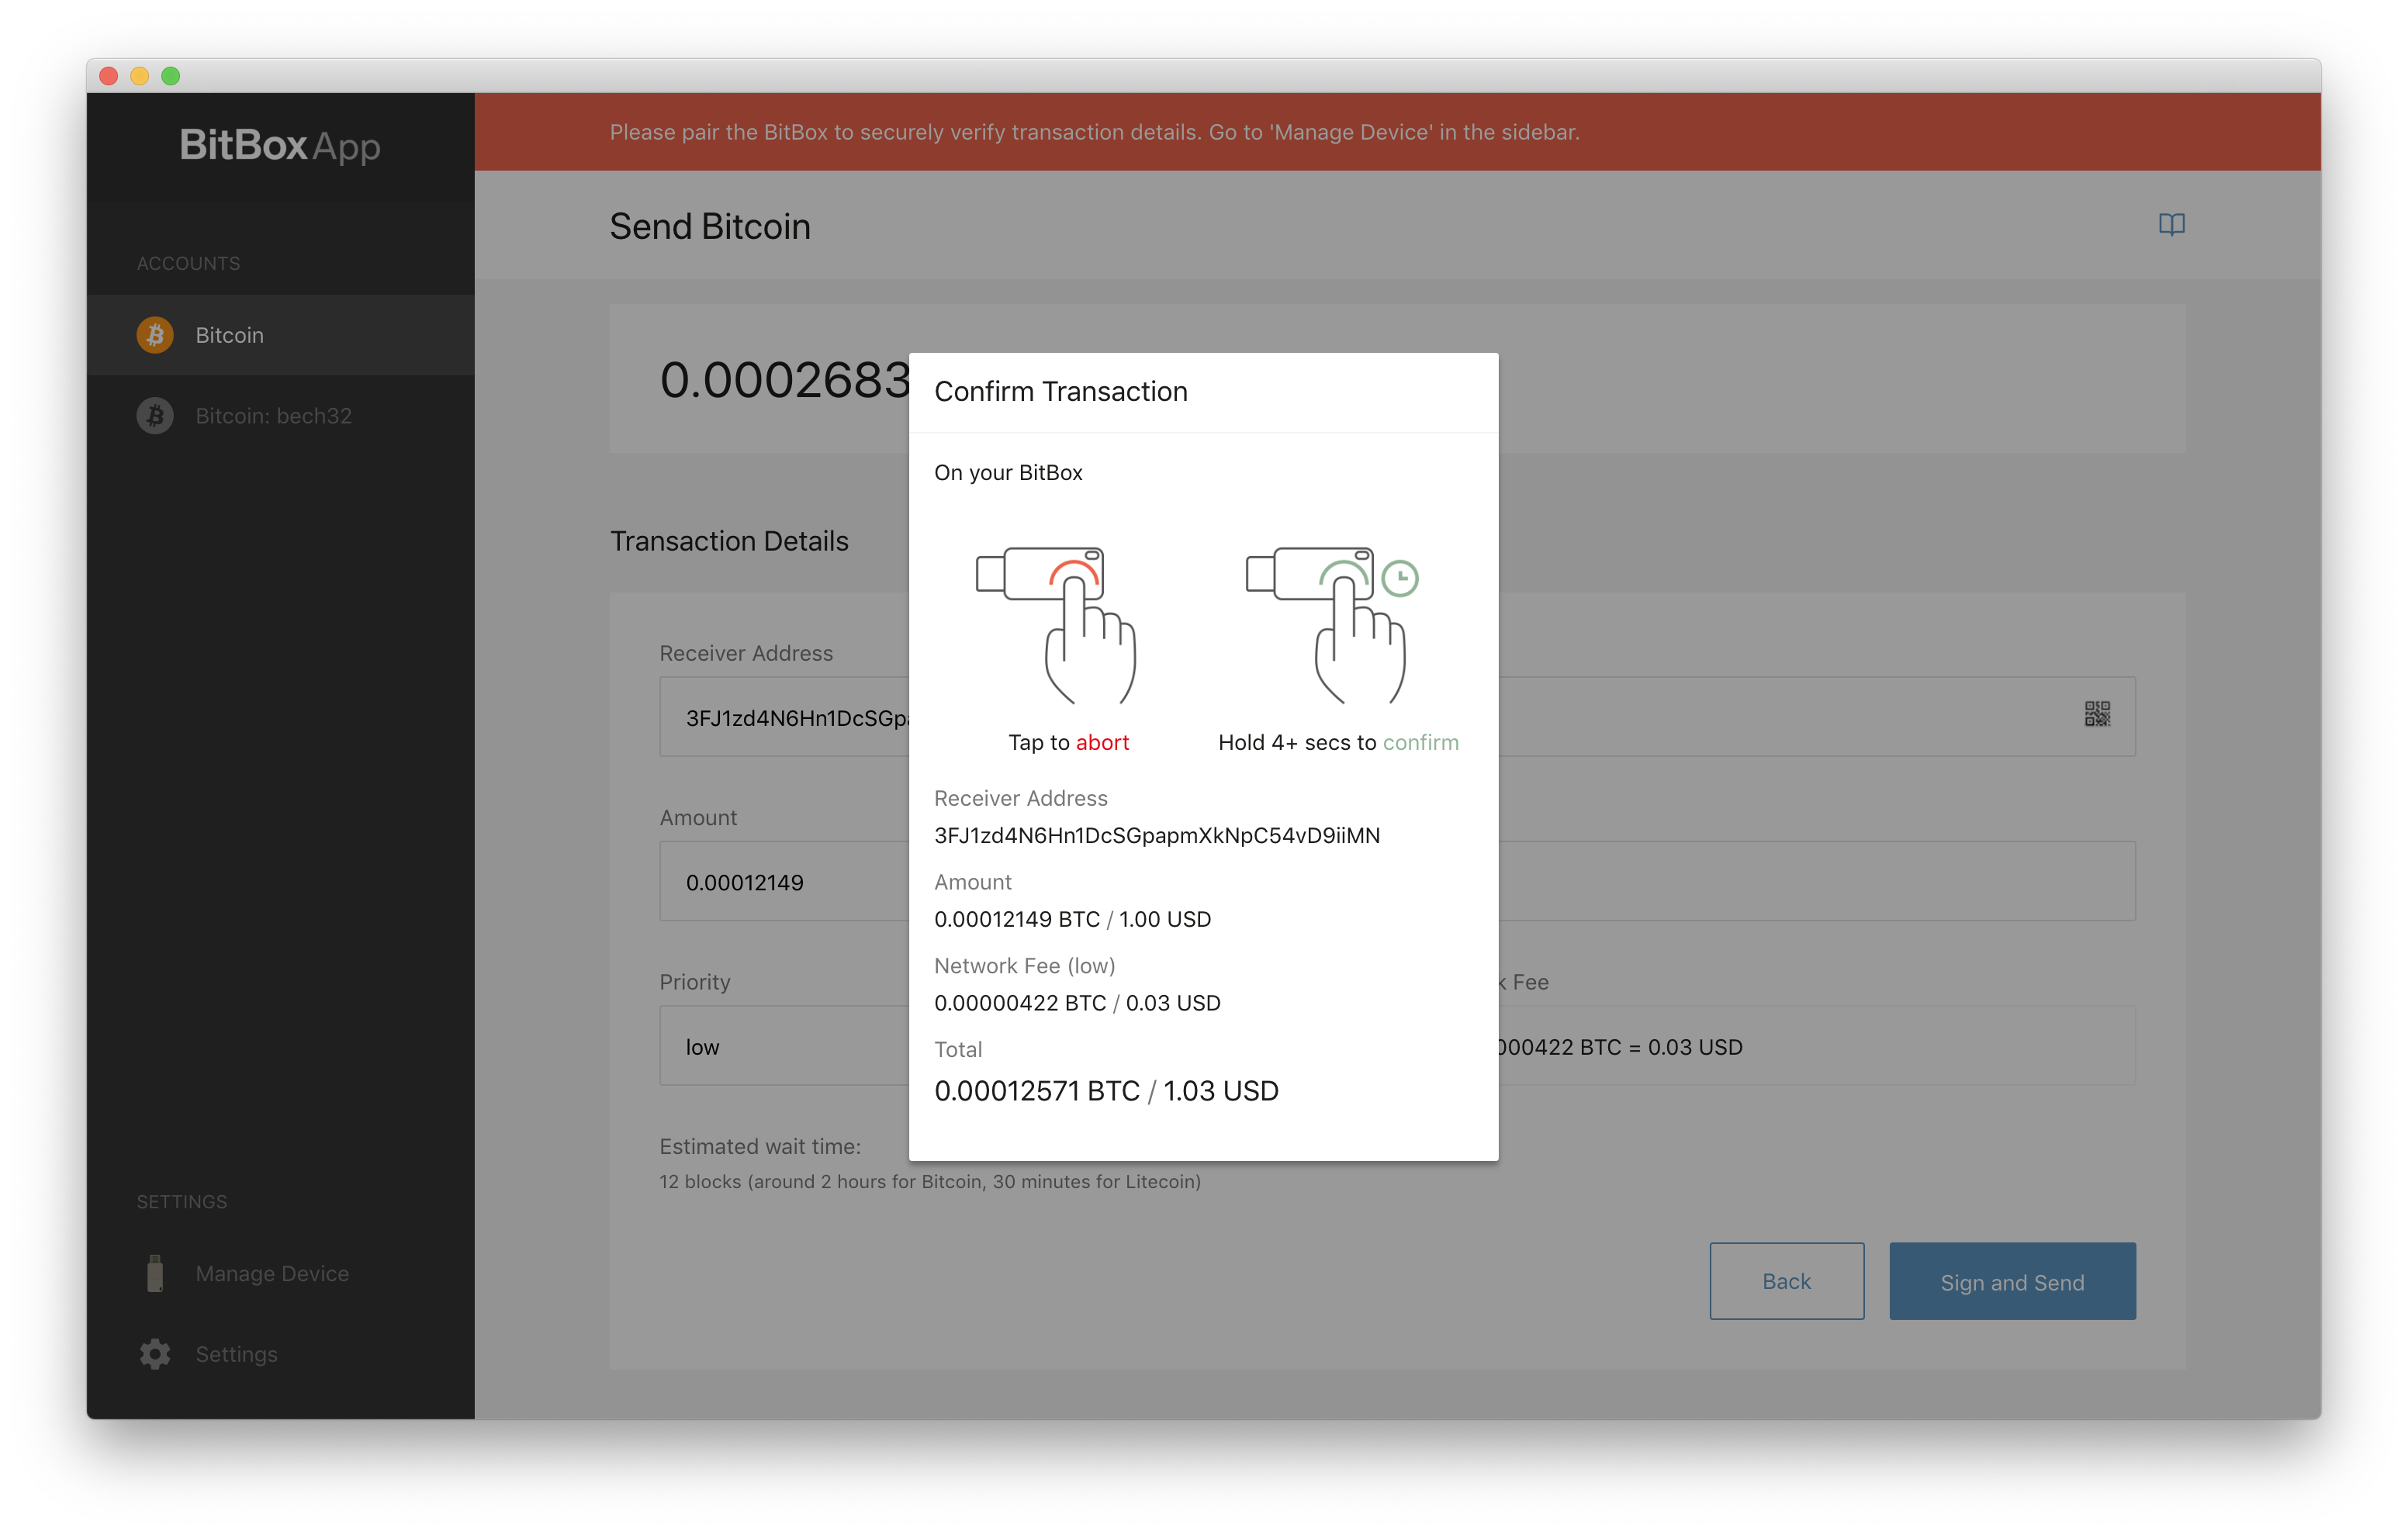 BitBox App
Please pair the BitBox to securely verify transaction details. Go to 'Manage Device' in the sidebar.
ACCOUNTS
Bitcoin
Bitcoin: bech32
SETTINGS
Manage Device
Settings
Send Bitcoin
0.0002683
Transaction Details
Receiver Address
3FJ1zd4N6Hn1DcSGpa
Amount
0.00012149
Priority
low
Fee
000422 BTC = 0.03 USD
Estimated wait time:
12 blocks (around 2 hours for Bitcoin, 30 minutes for Litecoin)
Back
Sign and Send
Confirm Transaction
On your BitBox
Tap to abort
Hold 4+ secs to confirm
Receiver Address
3FJ1zd4N6Hn1DcSGpapmXkNpC54vD9iiMN
Amount
0.00012149 BTC / 1.00 USD
Network Fee (low)
0.00000422 BTC / 0.03 USD
Total
0.00012571 BTC / 1.03 USD